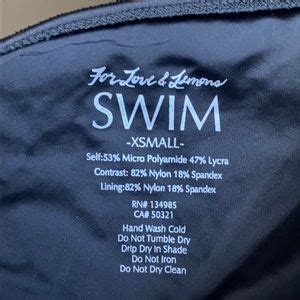 For Love & Lemons
SWIM
-XSMALL-
Self:53% Micro Polyamide 47% Lycra
Contrast: 82% Nylon 18% Spandex
Lining:82% Nylon 18% Spandex
RN# 134985
CA# 50321
Hand Wash Cold
Do Not Tumble Dry
Drip Dry In Shade
Do Not Iron
Do Not Dry Clean